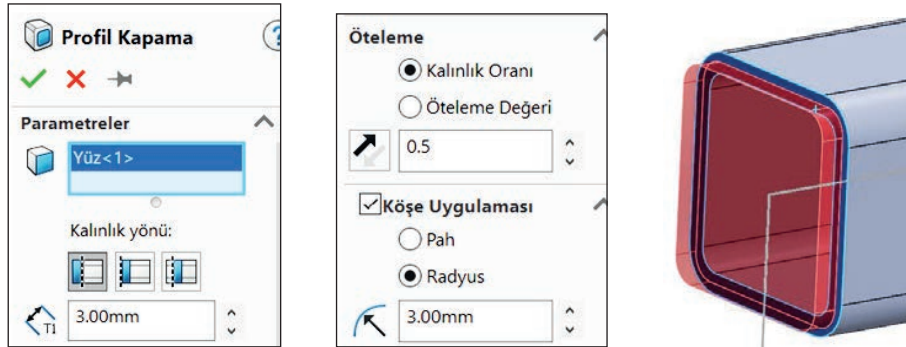 Profil Kapama
?
Parametreler
Yüz<1>
Kalınlık yönü:
T1
3.00mm
Öteleme
Kalınlık Oranı
Öteleme Değeri
0.5
Köşe Uygulaması
Pah
Radyus
3.00mm